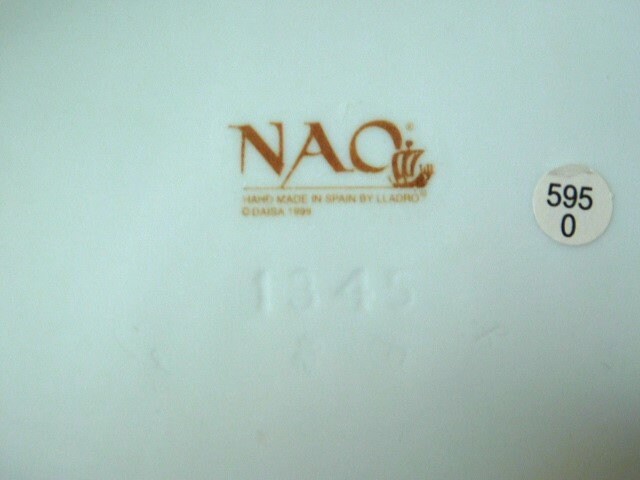 NAO®
HAND MADE IN SPAIN BY LLADRO®
© DAISA 1999
595
0
1345